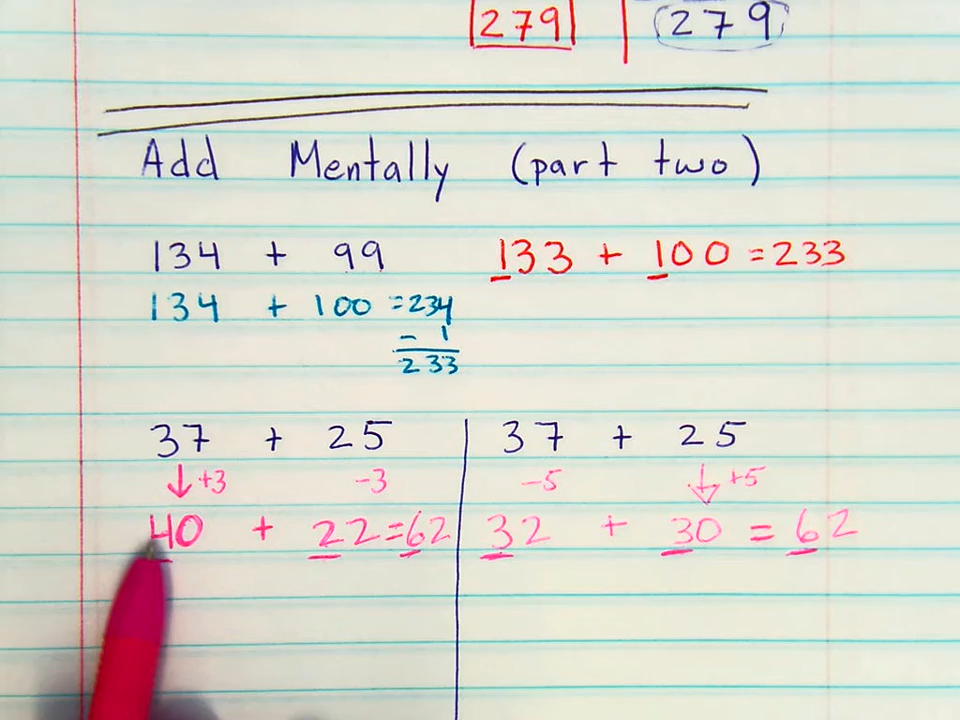 279 279
Add Mentally (part two)
134 + 99 133 + 100 = 233
134 + 100 = 234
- 1
233
37 + 25 37 + 25
↓+3 -3 -5 ↓+5
40 + 22=62 32 + 30 = 62